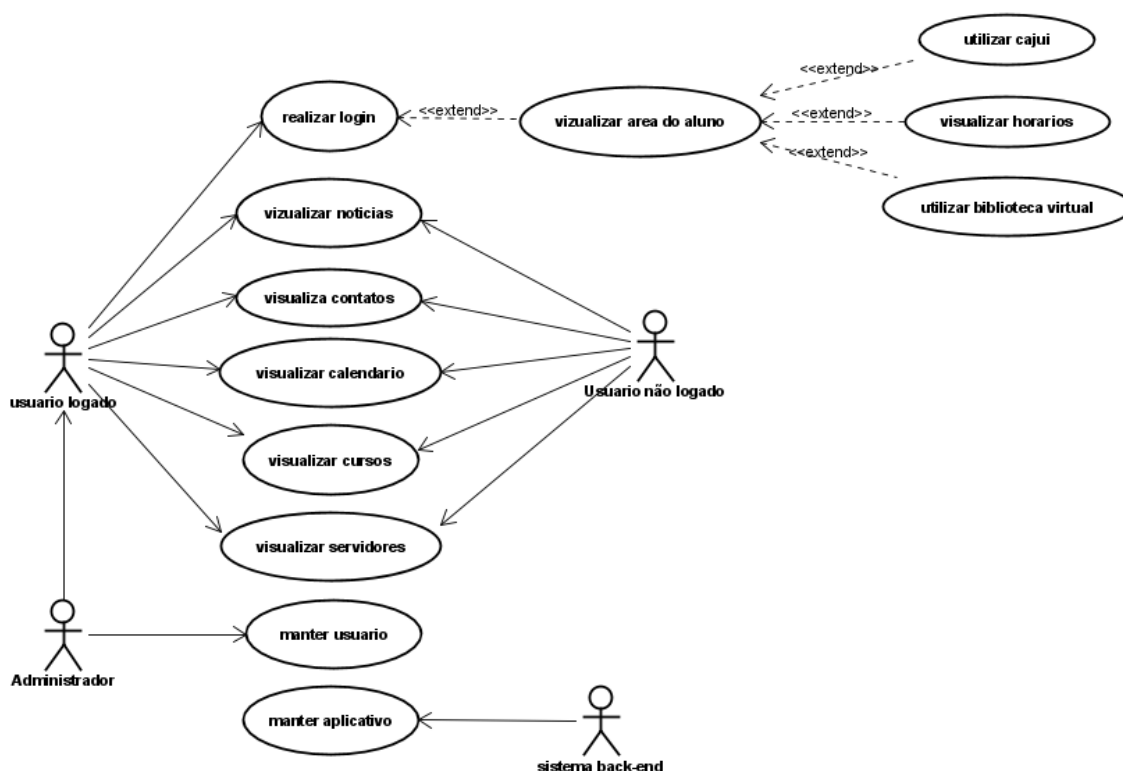 utilizar cajui
<<extend>>
realizar login
<<extend>>
vizualizar area do aluno
<<extend>>
visualizar horarios
<<extend>>
utilizar biblioteca virtual
vizualizar noticias
visualiza contatos
visualizar calendario
usuario logado
Usuario não logado
visualizar cursos
visualizar servidores
manter usuario
Administrador
manter aplicativo
sistema back-end